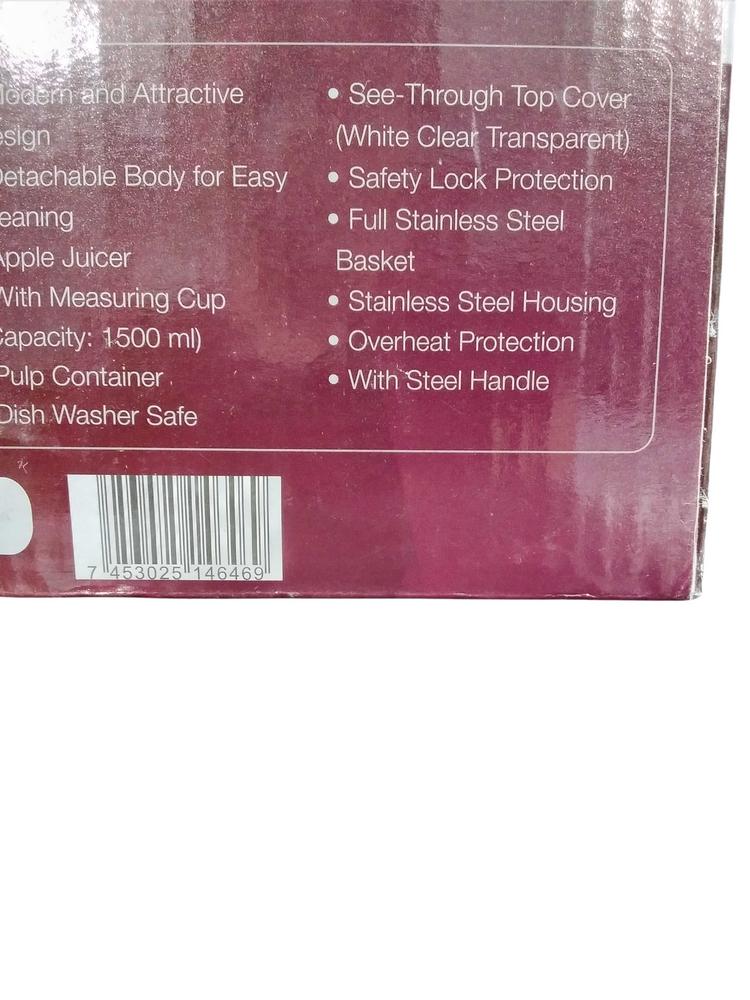 Modern and Attractive
esign
Detachable Body for Easy
leaning
Apple Juicer
With Measuring Cup
Capacity: 1500 ml)
Pulp Container
Dish Washer Safe
• See-Through Top Cover
(White Clear Transparent)
• Safety Lock Protection
• Full Stainless Steel
Basket
• Stainless Steel Housing
• Overheat Protection
• With Steel Handle
7 453025 146469